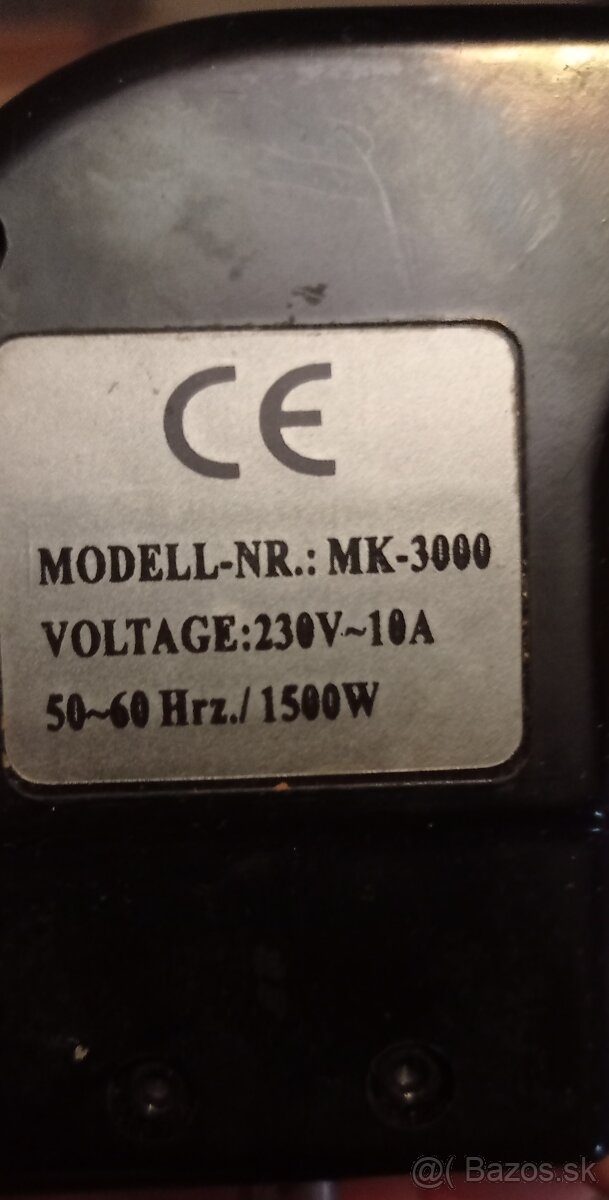 CE
MODELL-NR.: MK-3000
VOLTAGE:230V~10A
50~60 Hrz./ 1500W
@( Bazos.sk